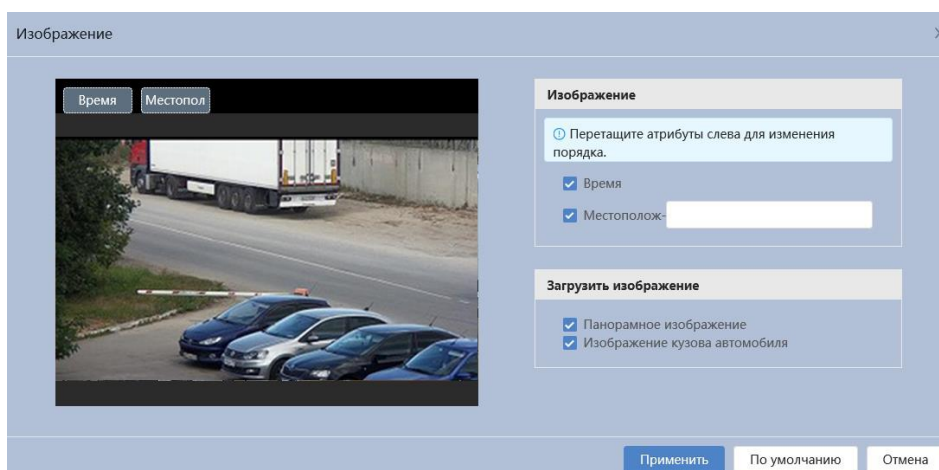 Изображение
Время
Местопол
Изображение
Перетащите атрибуты слева для изменения
порядка.
Время
Местополож-
Загрузить изображение
Панорамное изображение
Изображение кузова автомобиля
Применить
По умолчанию
Отмена